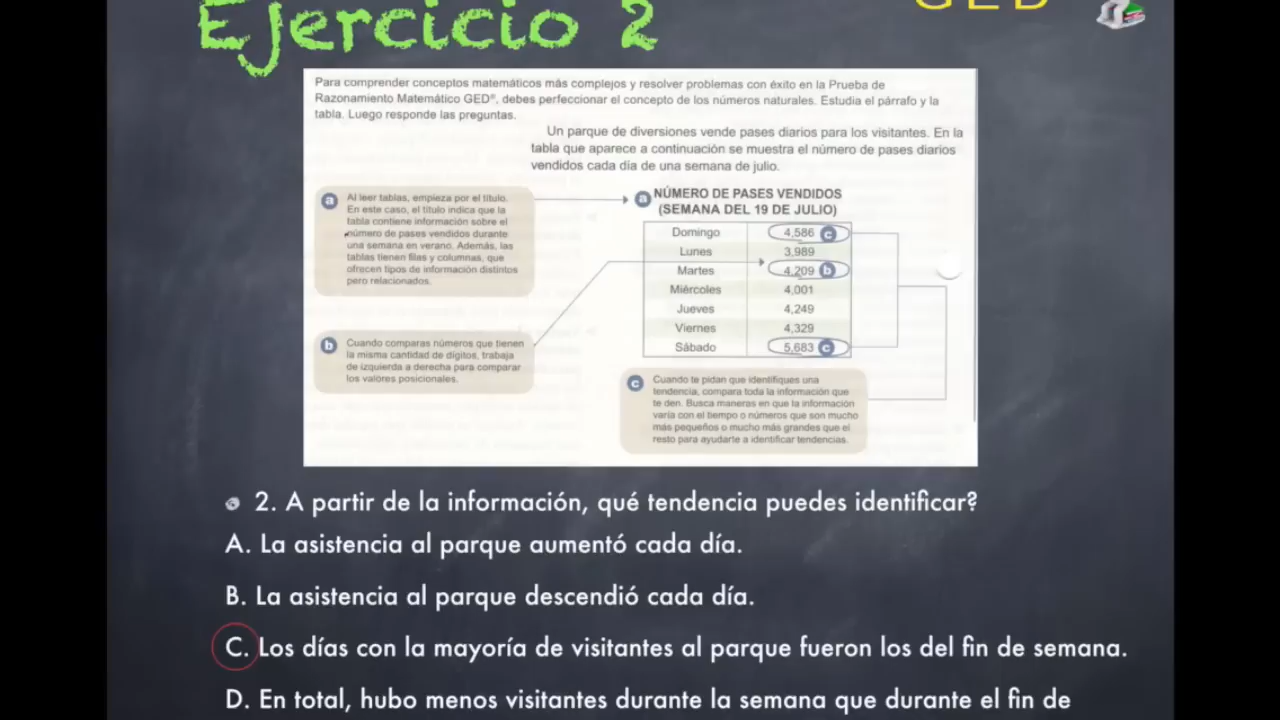 Ejercicio 2
GED
Para comprender conceptos matemáticos más complejos y resolver problemas con éxito en la Prueba de
Razonamiento Matemático GED®, debes perfeccionar el concepto de los números naturales. Estudia el párrafo y la
tabla. Luego responde las preguntas.
Un parque de diversiones vende pases diarios para los visitantes. En la
tabla que aparece a continuación se muestra el número de pases diarios
vendidos cada día de una semana de julio.
a Al leer tablas, empieza por el título.
En este caso, el título indica que la
tabla contiene información sobre el
número de pases vendidos durante
una semana en verano. Además, las
tablas tienen filas y columnas, que
ofrecen tipos de información distintos
pero relacionados.
b Cuando comparas números que tienen
la misma cantidad de dígitos, trabaja
de izquierda a derecha para comparar
los valores posicionales.
a NÚMERO DE PASES VENDIDOS
(SEMANA DEL 19 DE JULIO)
Domingo 4,586 c
Lunes 3,989
Martes 4,209 b
Miércoles 4,001
Jueves 4,249
Viernes 4,329
Sábado 5,683 c
c Cuando te pidan que identifiques una
tendencia, compara toda la información que
te den. Busca maneras en que la información
varía con el tiempo o números que son mucho
más pequeños o mucho más grandes que el
resto para ayudarte a identificar tendencias.
2. A partir de la información, qué tendencia puedes identificar?
A. La asistencia al parque aumentó cada día.
B. La asistencia al parque descendió cada día.
C. Los días con la mayoría de visitantes al parque fueron los del fin de semana.
D. En total, hubo menos visitantes durante la semana que durante el fin de